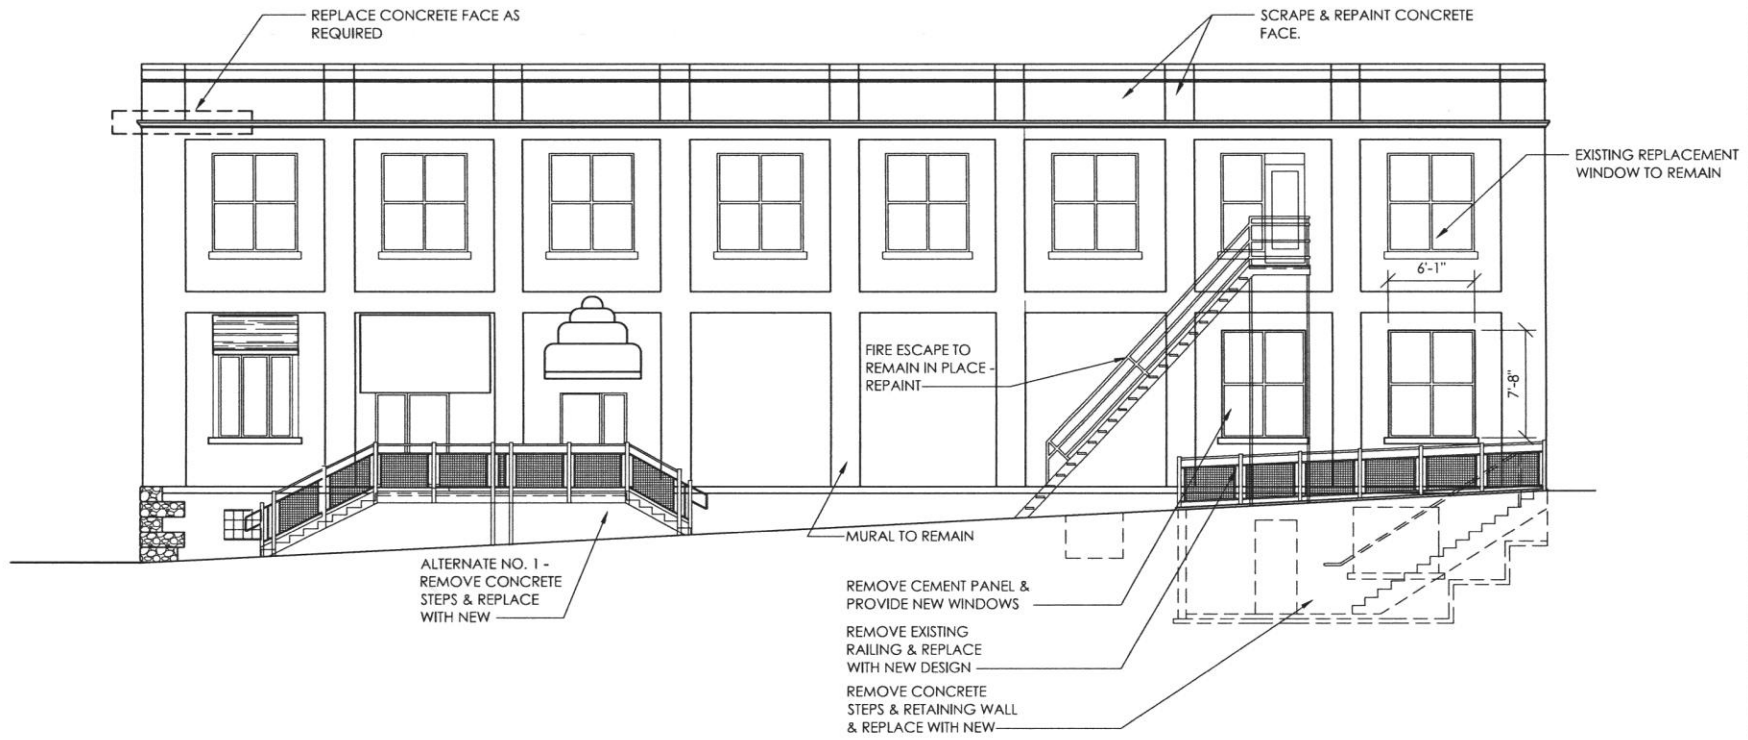 REPLACE CONCRETE FACE AS
REQUIRED
SCRAPE & REPAINT CONCRETE
FACE.
EXISTING REPLACEMENT
WINDOW TO REMAIN
6'-1"
7'-8"
FIRE ESCAPE TO
REMAIN IN PLACE -
REPAINT
MURAL TO REMAIN
ALTERNATE NO. 1 -
REMOVE CONCRETE
STEPS & REPLACE
WITH NEW
REMOVE CEMENT PANEL &
PROVIDE NEW WINDOWS
REMOVE EXISTING
RAILING & REPLACE
WITH NEW DESIGN
REMOVE CONCRETE
STEPS & RETAINING WALL
& REPLACE WITH NEW